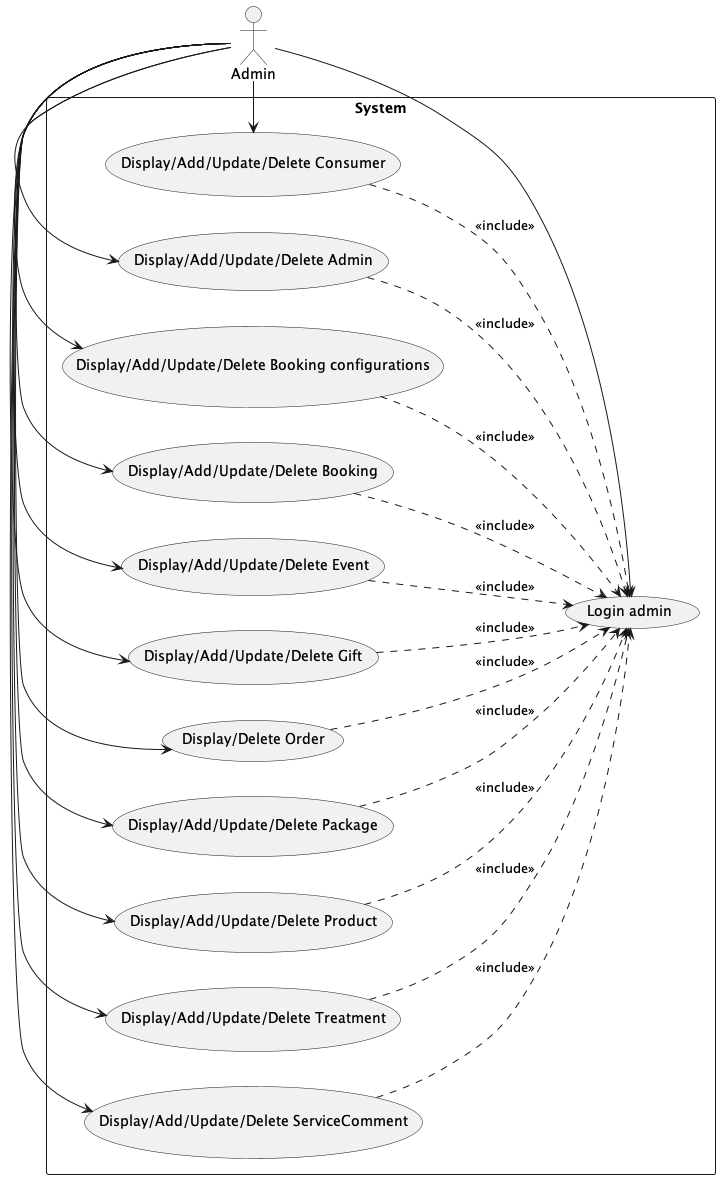 Admin
System
Display/Add/Update/Delete Consumer
«include»
Display/Add/Update/Delete Admin
«include»
Display/Add/Update/Delete Booking configurations
«include»
Display/Add/Update/Delete Booking
«include»
Display/Add/Update/Delete Event
«include»
Login admin
Display/Add/Update/Delete Gift
«include»
Display/Delete Order
«include»
Display/Add/Update/Delete Package
«include»
Display/Add/Update/Delete Product
«include»
Display/Add/Update/Delete Treatment
«include»
Display/Add/Update/Delete ServiceComment
«include»